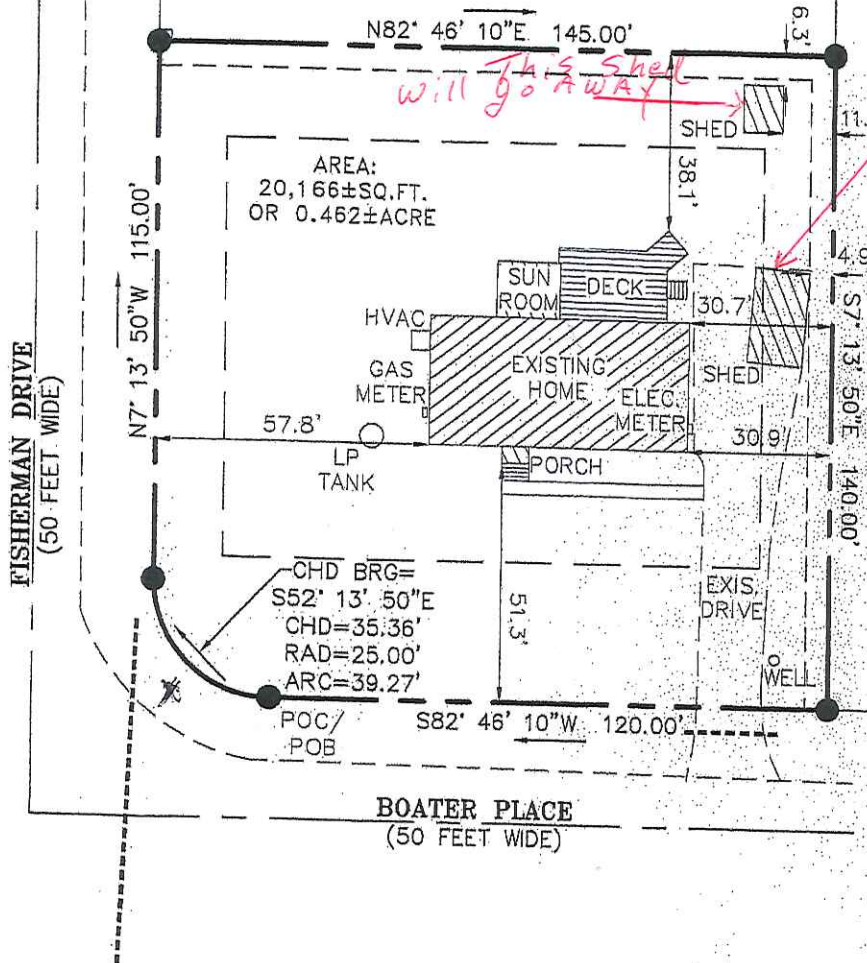 N82° 46' 10"E 145.00'
6.3'
This Shed
will go AWAY
SHED
11.
38.1'
AREA:
20,166±SQ.FT.
OR 0.462±ACRE
N7° 13' 50"W 115.00'
4.9
SUN
ROOM
DECK
30.7'
HVAC
S7° 13' 50"E 140.00'
GAS
METER
EXISTING
HOME
SHED
ELEC.
METER
FISHERMAN DRIVE
(50 FEET WIDE)
57.8'
30.9'
LP
TANK
PORCH
CHD BRG=
S52° 13' 50"E
CHD=35.36'
RAD=25.00'
ARC=39.27'
51.3'
EXIS.
DRIVE
WELL
POC/
POB
S82° 46' 10"W 120.00'
BOATER PLACE
(50 FEET WIDE)